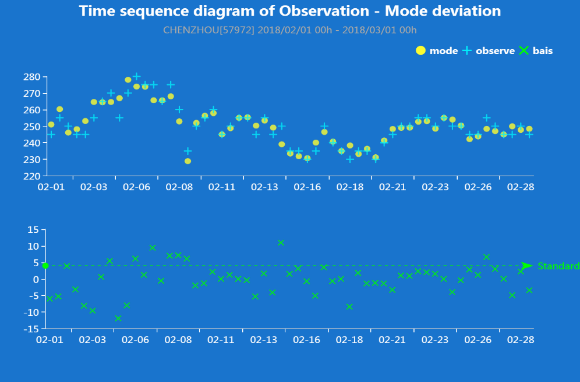 Time sequence diagram of Observation - Mode deviation
CHENZHOU[57972] 2018/02/01 00h - 2018/03/01 00h
mode observe bais
280
270
260
250
240
230
220
02-01 02-03 02-06 02-08 02-11 02-13 02-16 02-18 02-21 02-23 02-26 02-28
15
10
5
Standard
0
-5
-10
-15
02-01 02-03 02-06 02-08 02-11 02-13 02-16 02-18 02-21 02-23 02-26 02-28